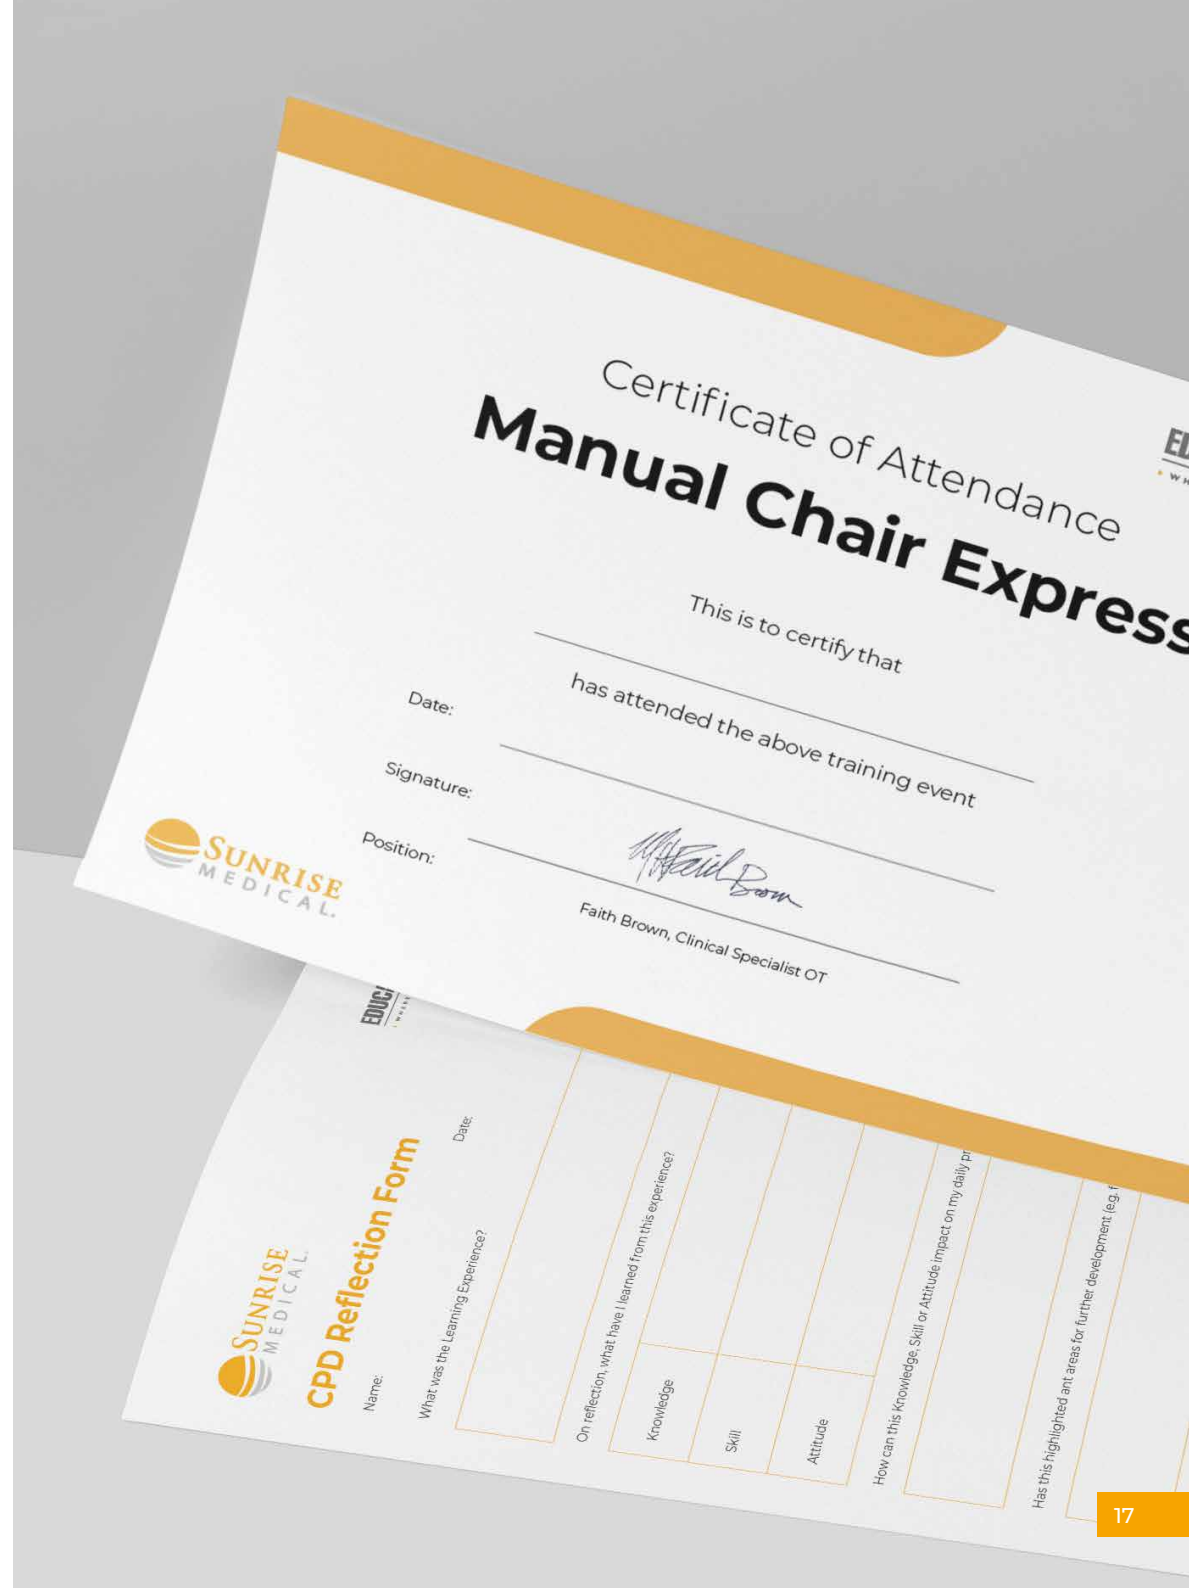 Certificate of Attendance
Manual Chair Express
This is to certify that
has attended the above training event
Date:
Signature:
Position:
Faith Brown, Clinical Specialist OT
SUNRISE
MEDICAL.
SUNRISE
MEDICAL.
CPD Reflection Form
Name:
Date:
What was the Learning Experience?
On reflection, what have I learned from this experience?
Knowledge
Skill
Attitude
How can this Knowledge, Skill or Attitude impact on my daily
Has this highlighted ant areas for further development (e.g.
17